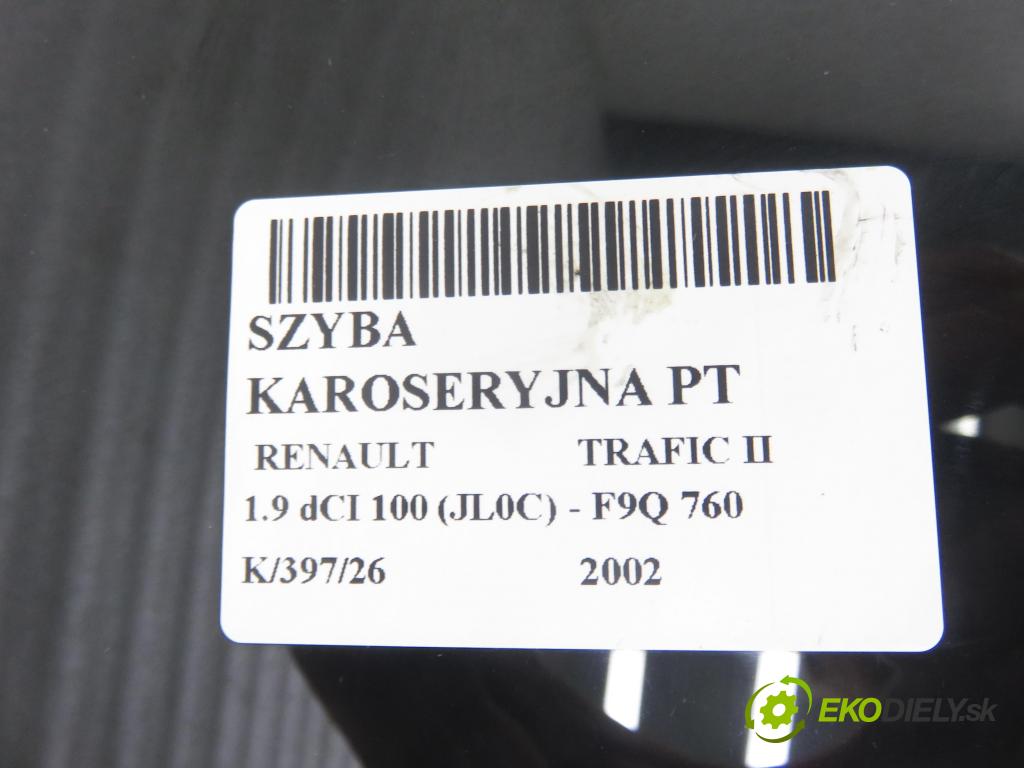 SZYBA
KAROSERYJNA PT
RENAULT TRAFIC II
1.9 dCI 100 (JL0C) - F9Q 760
K/397/26 2002
EKODIELY.sk